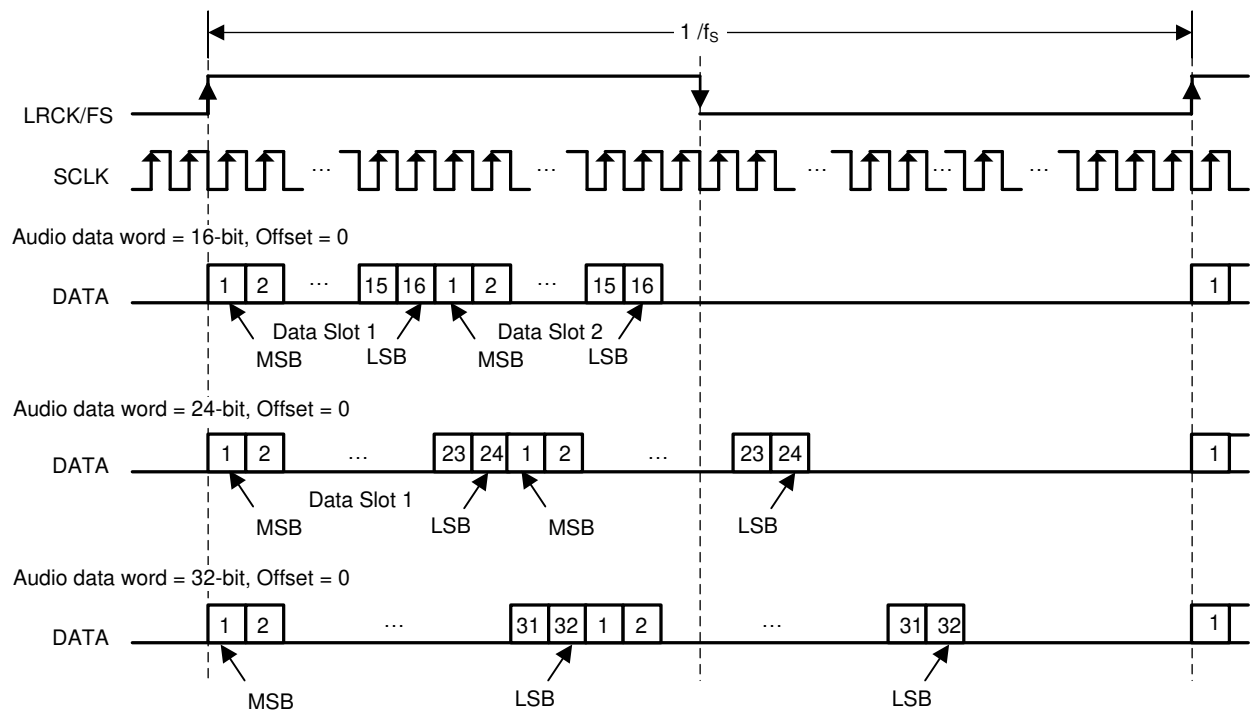 1 /fS
LRCK/FS
SCLK … … … … …
Audio data word = 16-bit, Offset = 0
DATA 1 2 … 15 16 1 2 … 15 16 1
Data Slot 1 Data Slot 2
MSB LSB MSB LSB
Audio data word = 24-bit, Offset = 0
DATA 1 2 … 23 24 1 2 … 23 24 1
Data Slot 1
MSB LSB MSB LSB
Audio data word = 32-bit, Offset = 0
DATA 1 2 … 31 32 1 2 … 31 32 1
MSB LSB LSB